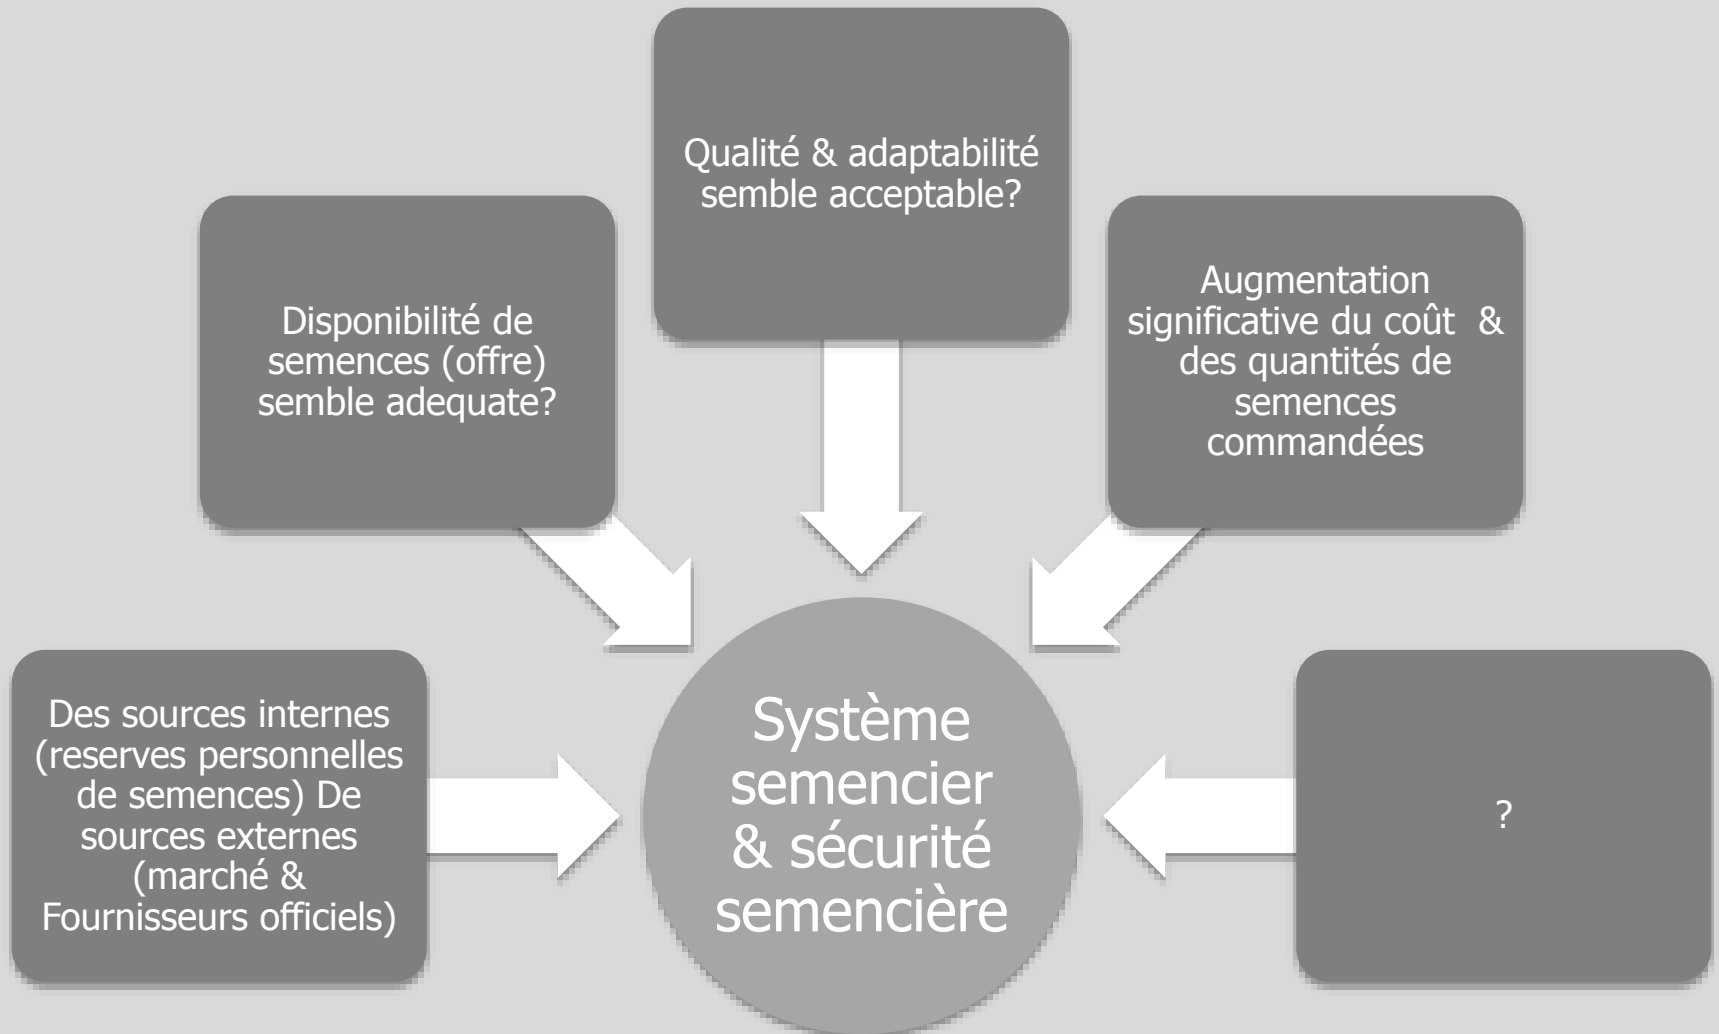 Qualité & adaptabilité
semble acceptable?
Disponibilité de
semences (offre)
semble adequate?
Augmentation
significative du coût  &
des quantités de
semences
commandées
Des sources internes
(reserves personnelles
de semences) De
sources externes
(marché &
Fournisseurs officiels)
Système
semencier
& sécurité
semencière
?